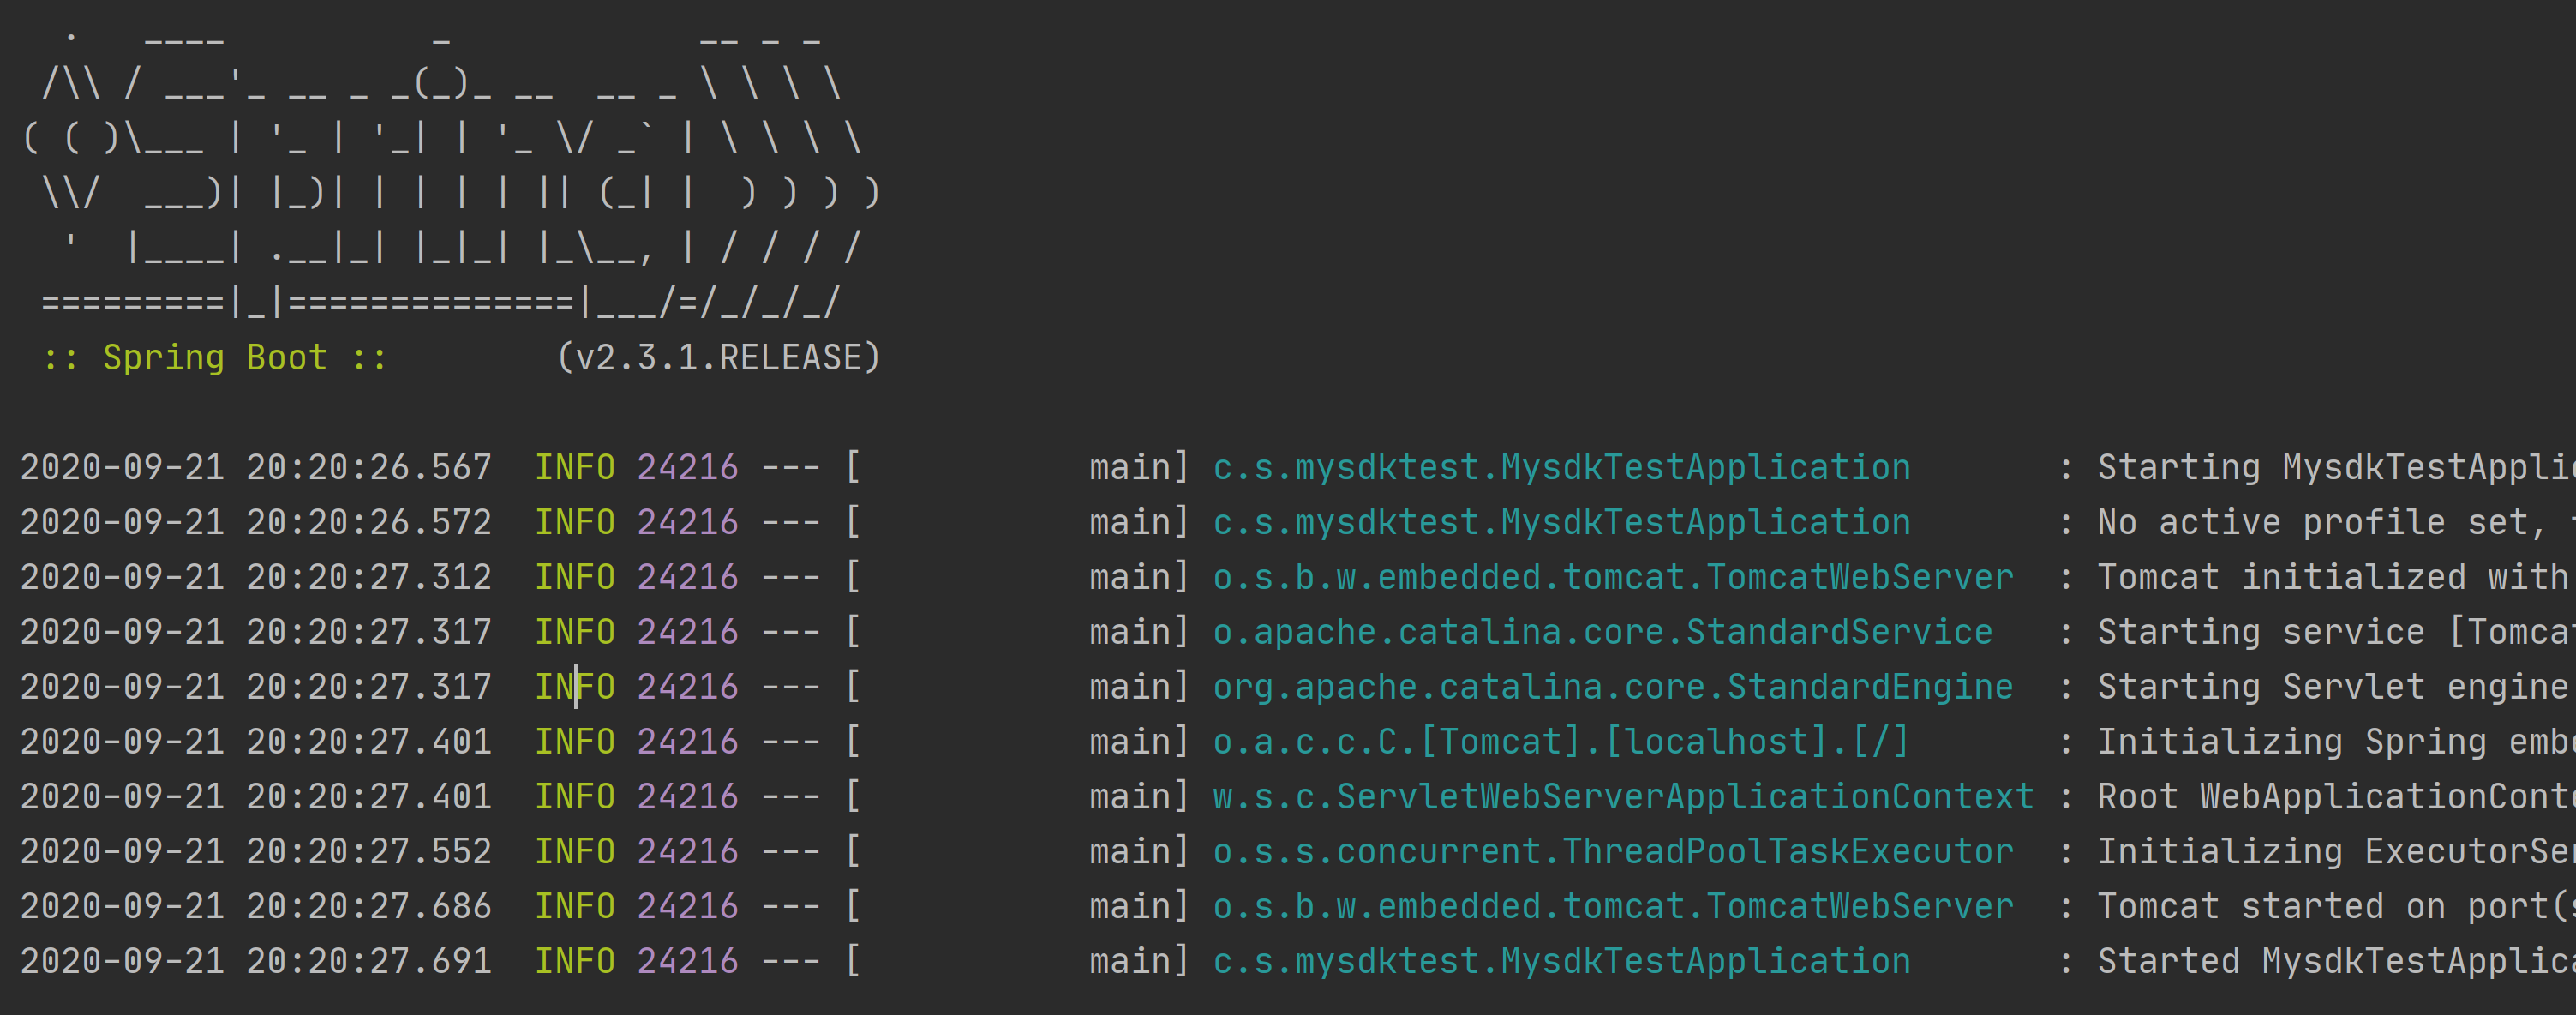 .   ____          _            __ _ _
 /\\ / ___'_ __ _ _(_)_ __  __ _ \ \ \ \
( ( )\___ | '_ | '_| | '_ \/ _` | \ \ \ \
 \\/  ___)| |_)| | | | | || (_| |  ) ) ) )
  '  |____| .__|_| |_|_| |_\__, | / / / /
 =========|_|==============|___/=/_/_/_/
 :: Spring Boot ::        (v2.3.1.RELEASE)
2020-09-21 20:20:26.567  INFO 24216 --- [           main] c.s.mysdktest.MysdkTestApplication       : Starting MysdkTestApplic
2020-09-21 20:20:26.572  INFO 24216 --- [           main] c.s.mysdktest.MysdkTestApplication       : No active profile set,
2020-09-21 20:20:27.312  INFO 24216 --- [           main] o.s.b.w.embedded.tomcat.TomcatWebServer  : Tomcat initialized with
2020-09-21 20:20:27.317  INFO 24216 --- [           main] o.apache.catalina.core.StandardService   : Starting service [Tomcat
2020-09-21 20:20:27.317  INFO 24216 --- [           main] org.apache.catalina.core.StandardEngine  : Starting Servlet engine
2020-09-21 20:20:27.401  INFO 24216 --- [           main] o.a.c.c.C.[Tomcat].[localhost].[/]       : Initializing Spring embe
2020-09-21 20:20:27.401  INFO 24216 --- [           main] w.s.c.ServletWebServerApplicationContext : Root WebApplicationConte
2020-09-21 20:20:27.552  INFO 24216 --- [           main] o.s.s.concurrent.ThreadPoolTaskExecutor  : Initializing ExecutorSer
2020-09-21 20:20:27.686  INFO 24216 --- [           main] o.s.b.w.embedded.tomcat.TomcatWebServer  : Tomcat started on port(s
2020-09-21 20:20:27.691  INFO 24216 --- [           main] c.s.mysdktest.MysdkTestApplication       : Started MysdkTestApplica